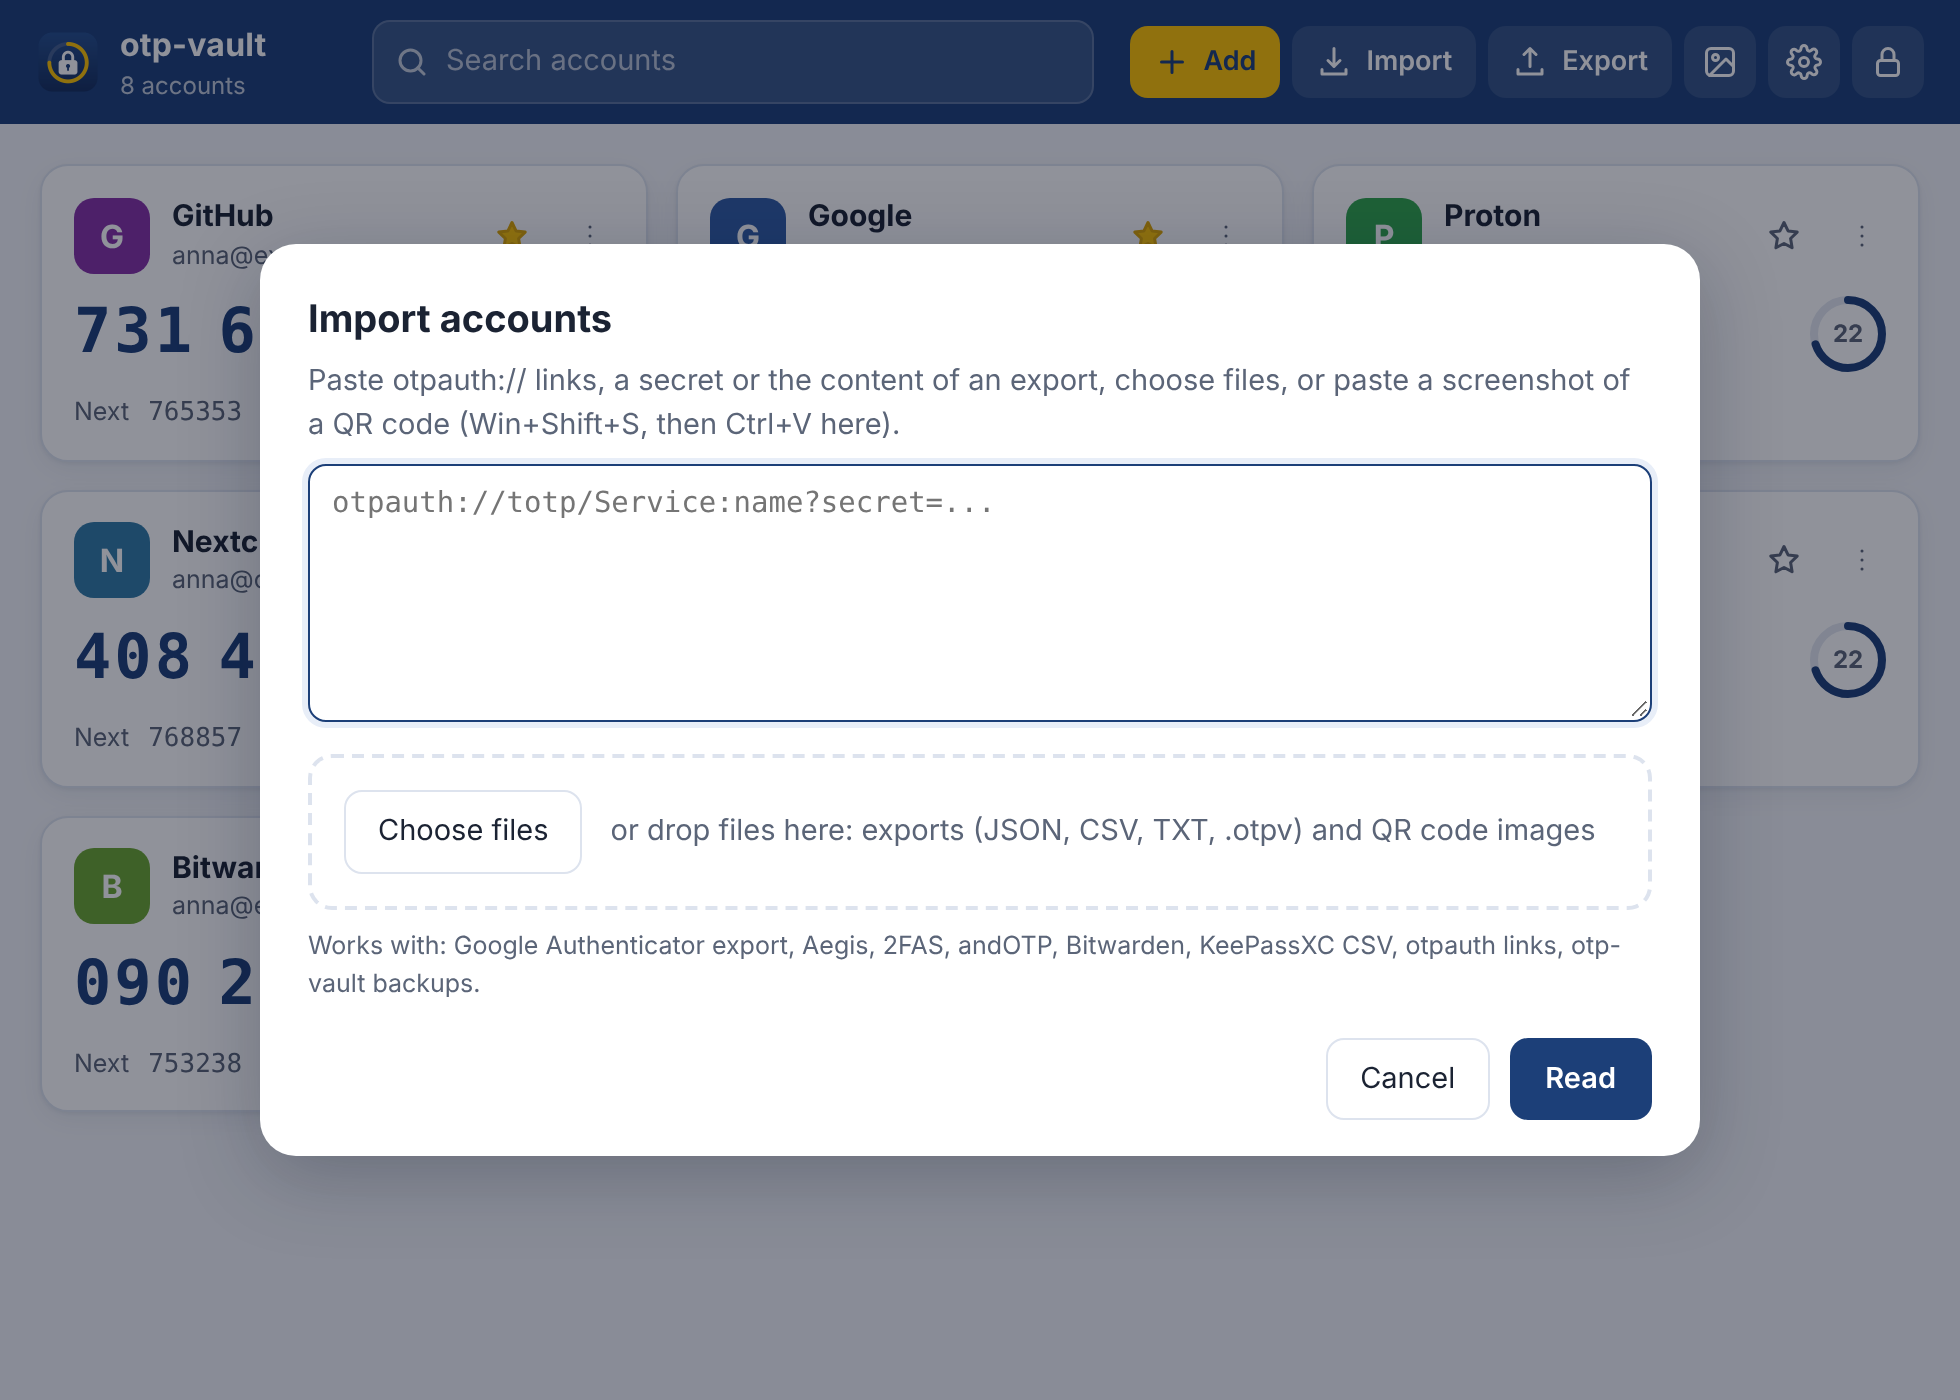 otp-vault
8 accounts
Search accounts
Add
Import
Export
G
GitHub
G
Google
P
Proton
731 6
22
Next 765353
N
408 4
22
Next 768857
B
090 2
Next 753238
Import accounts
Paste otpauth:// links, a secret or the content of an export, choose files, or paste a screenshot of
a QR code (Win+Shift+S, then Ctrl+V here).
otpauth://totp/Service:name?secret=...
Choose files
or drop files here: exports (JSON, CSV, TXT, .otpv) and QR code images
Works with: Google Authenticator export, Aegis, 2FAS, andOTP, Bitwarden, KeePassXC CSV, otpauth links, otp-
vault backups.
Cancel
Read